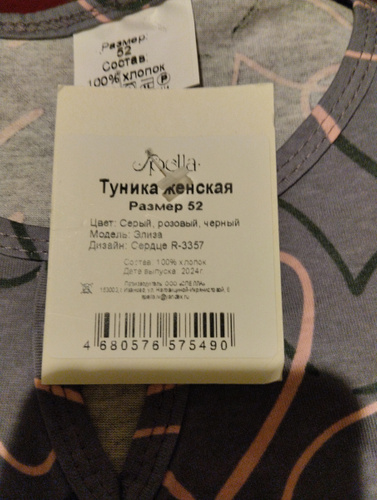 Размер:
52
Состав:
100% хлопок
Spella
Туника женская
Размер 52
Цвет: Серый, розовый, черный
Модель: Элиза
Дизайн: Сердце R-3357
Состав: 100% хлопок
Дата выпуска: 2024г.
4 680576 575490